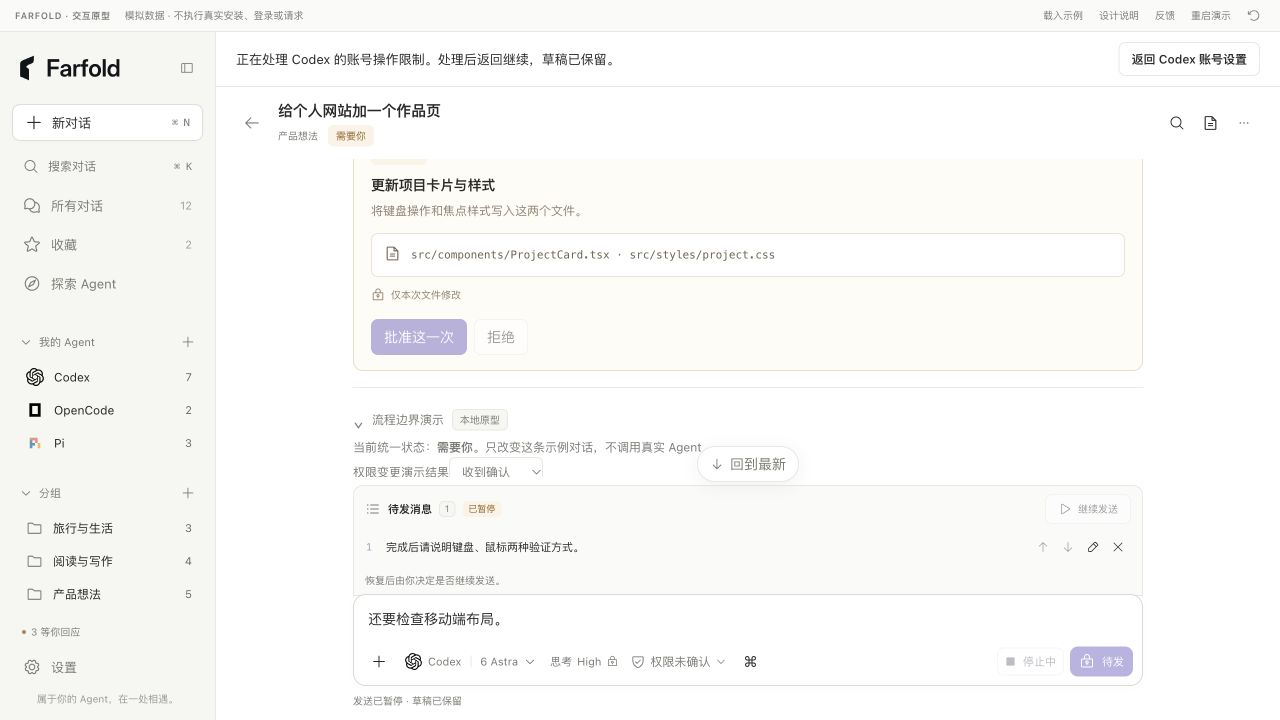 FARFOLD · 交互原型 模拟数据 · 不执行真实安装、登录或请求 载入示例 设计说明 反馈 重启演示
Farfold
新对话 ⌘ N
搜索对话 ⌘ K
所有对话 12
收藏 2
探索 Agent
我的 Agent
Codex 7
OpenCode 2
Pi 3
分组
旅行与生活 3
阅读与写作 4
产品想法 5
3 等你回应
设置
属于你的 Agent，在一处相遇。
正在处理 Codex 的账号操作限制。处理后返回继续，草稿已保留。 返回 Codex 账号设置
给个人网站加一个作品页
产品想法 需要你
更新项目卡片与样式
将键盘操作和焦点样式写入这两个文件。
src/components/ProjectCard.tsx · src/styles/project.css
仅本次文件修改
批准这一次 拒绝
流程边界演示 本地原型
当前统一状态：需要你。只改变这条示例对话，不调用真实 Agent
权限变更演示结果 收到确认
回到最新
待发消息 1 已暂停 继续发送
1 完成后请说明键盘、鼠标两种验证方式。
恢复后由你决定是否继续发送。
还要检查移动端布局。
Codex 6 Astra 思考 High 权限未确认 ⌘ 停止中 待发
发送已暂停 · 草稿已保留